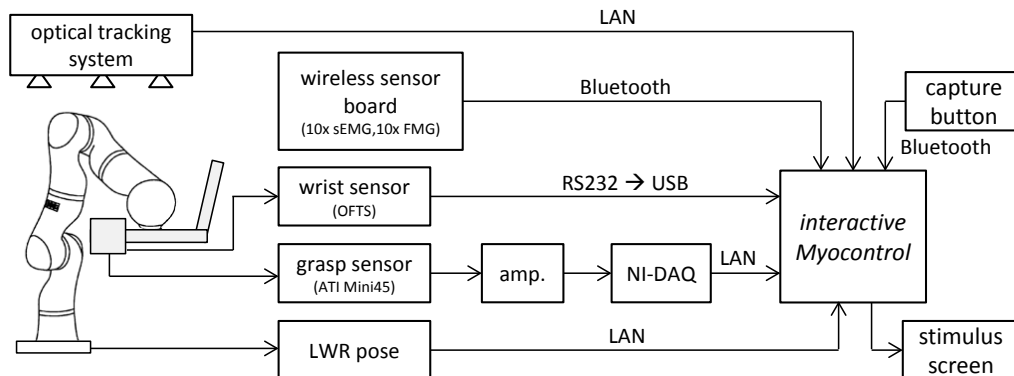 LAN
optical tracking
system
wireless sensor
board
(10x sEMG,10x FMG)
Bluetooth
capture
button
Bluetooth
wrist sensor
(OFTS)
RS232 → USB
interactive
Myocontrol
grasp sensor
(ATI Mini45)
amp.
NI-DAQ
LAN
LWR pose
LAN
stimulus
screen